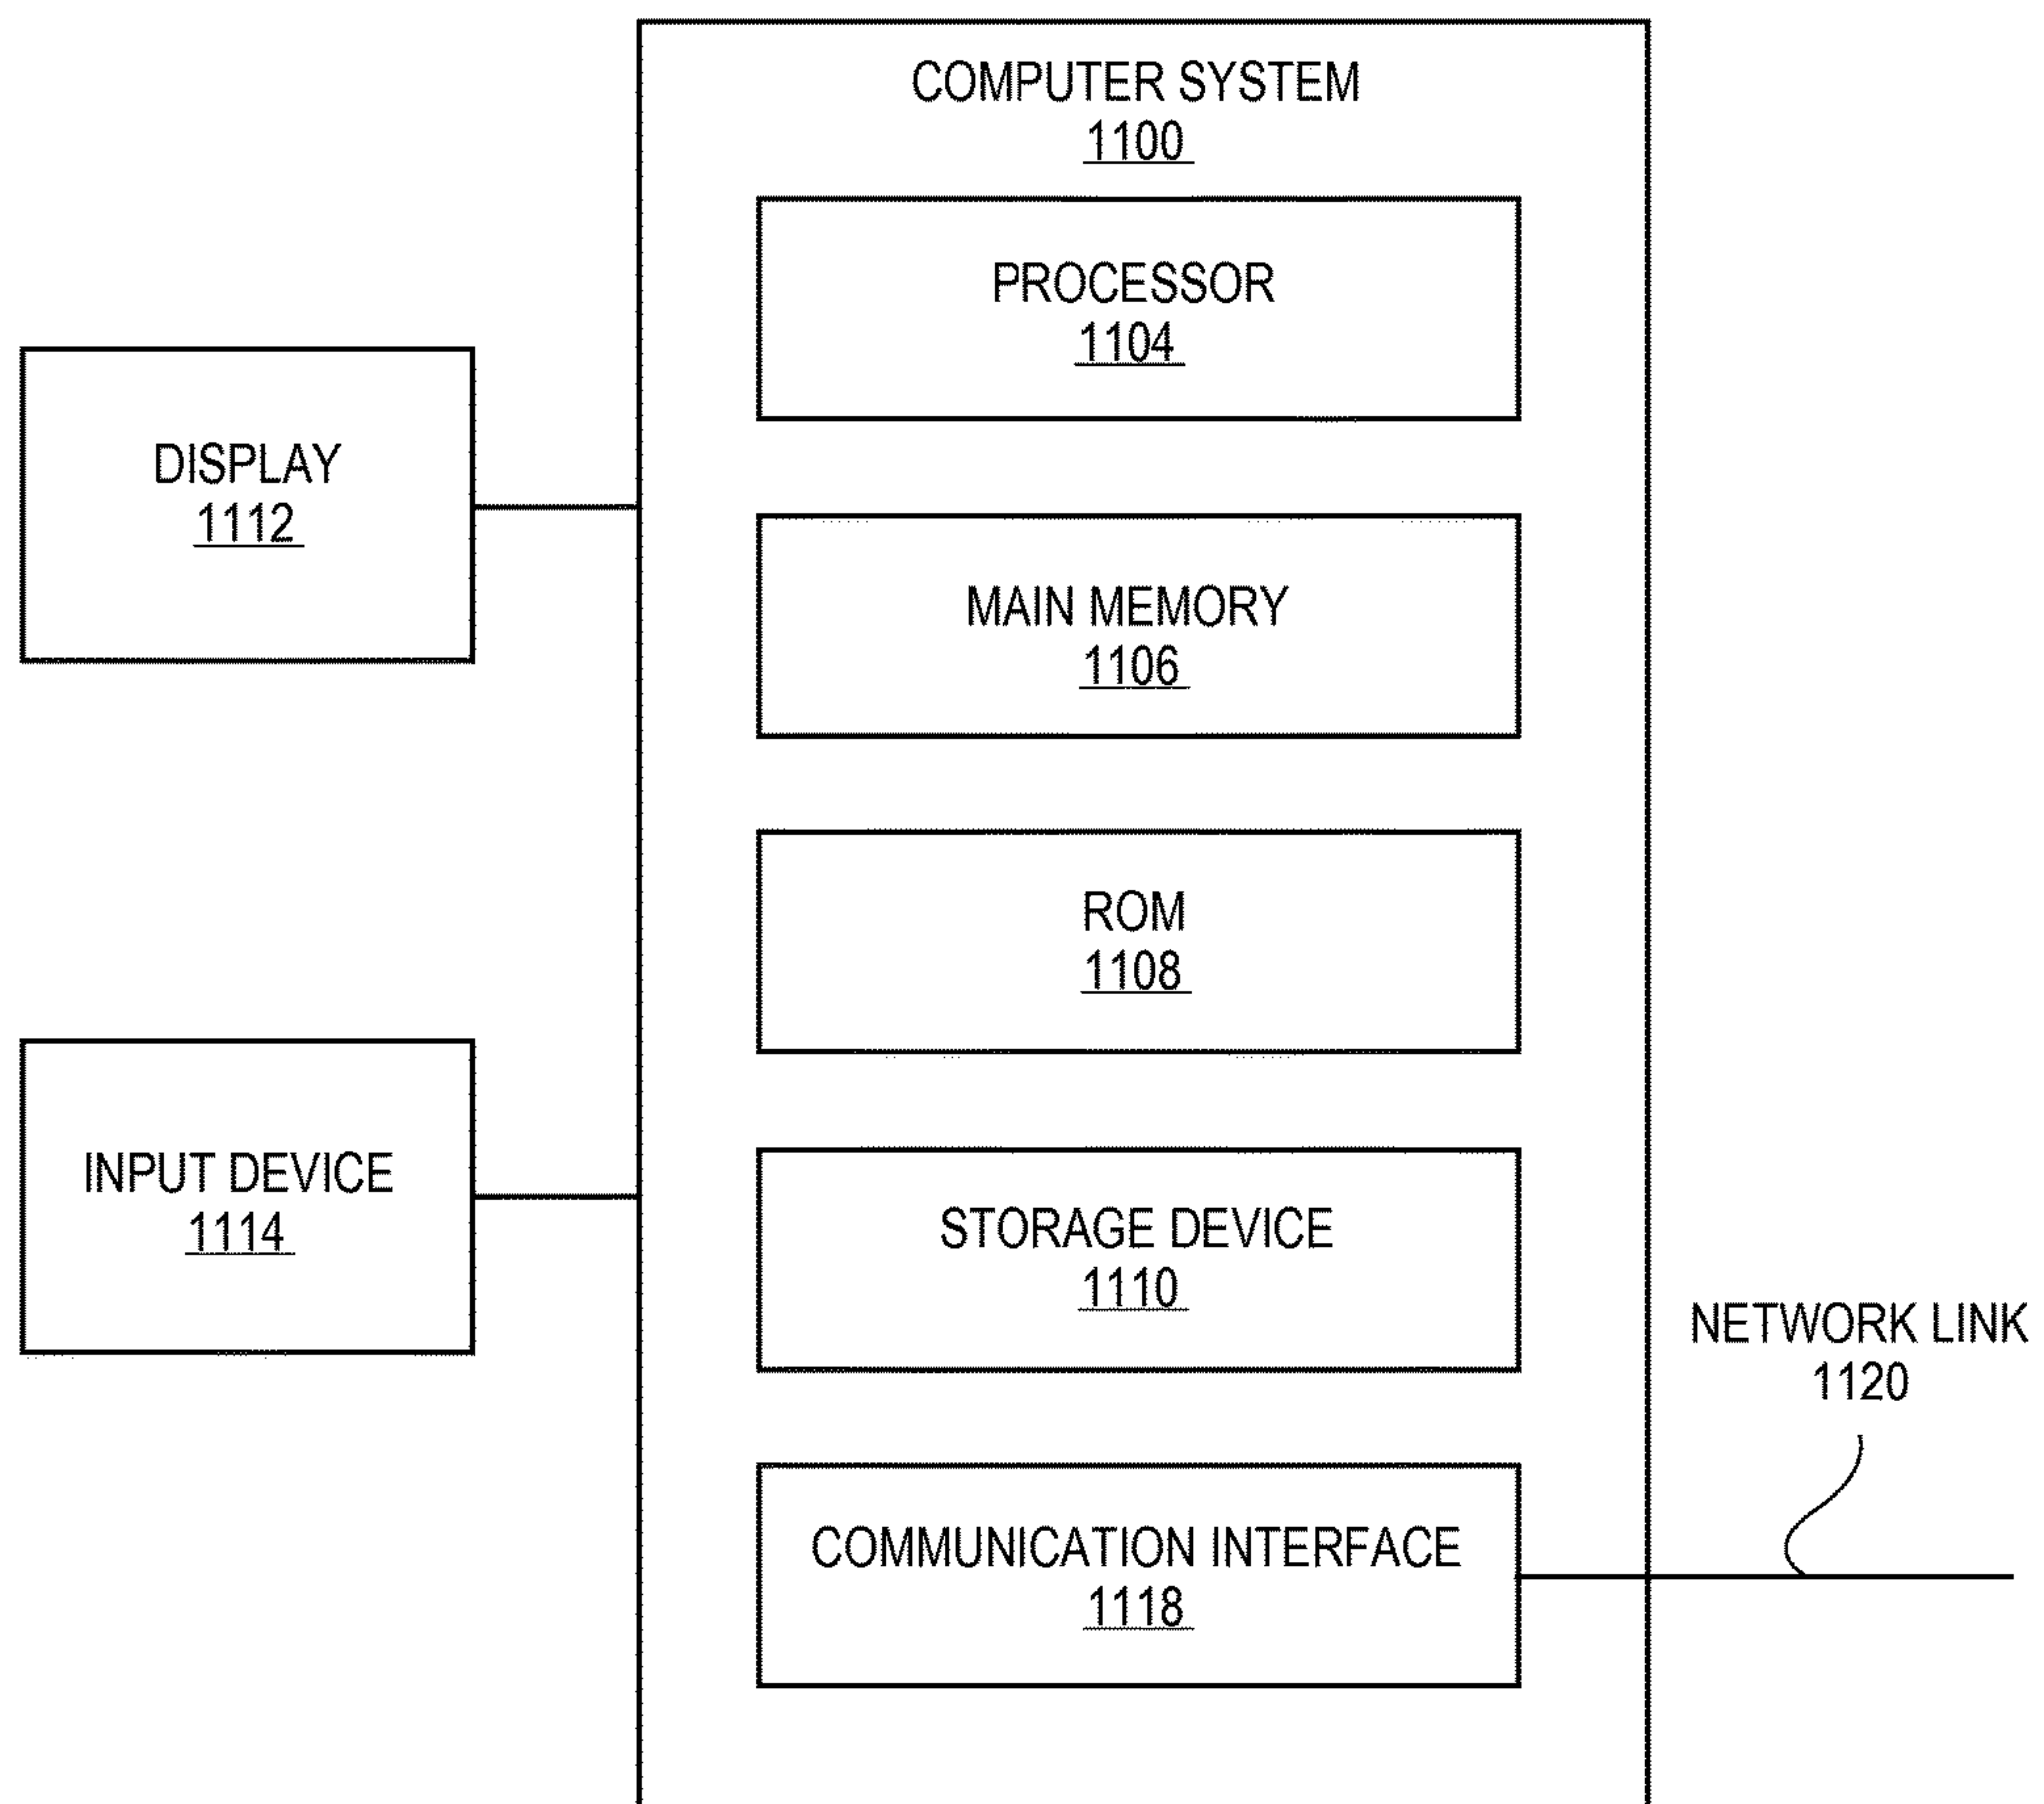 COMPUTER SYSTEM
1100
PROCESSOR
1104
DISPLAY
1112
MAIN MEMORY
1106
ROM
1108
INPUT DEVICE
1114
STORAGE DEVICE
1110
NETWORK LINK
1120
COMMUNICATION INTERFACE
1118